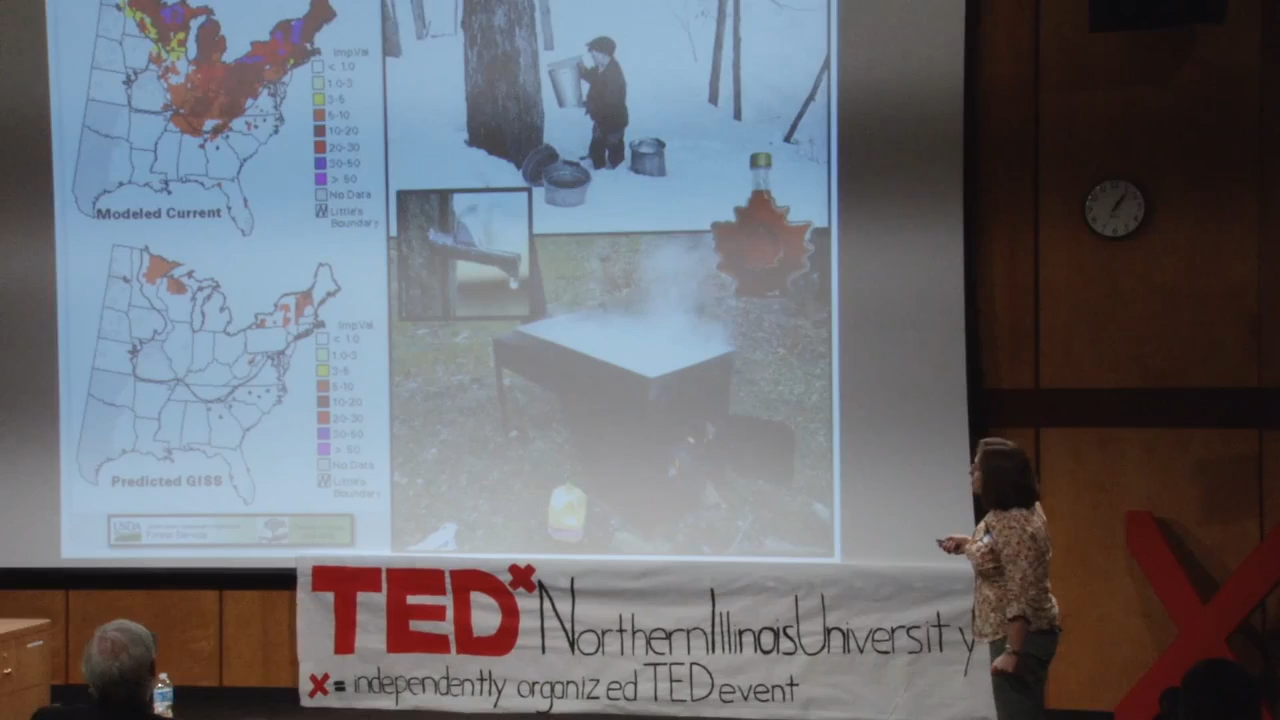 ImpVal
< 1.0
1.0-3
3-5
5-10
10-20
20-30
30-50
> 50
No Data
Little's
Boundary
Modeled Current
ImpVal
< 1.0
1.0-3
3-5
5-10
10-20
20-30
30-50
> 50
No Data
Little's
Boundary
Predicted GISS
USDA
Forest Service
TEDx NorthernIllinoisUniversity
x = independently organized TED event